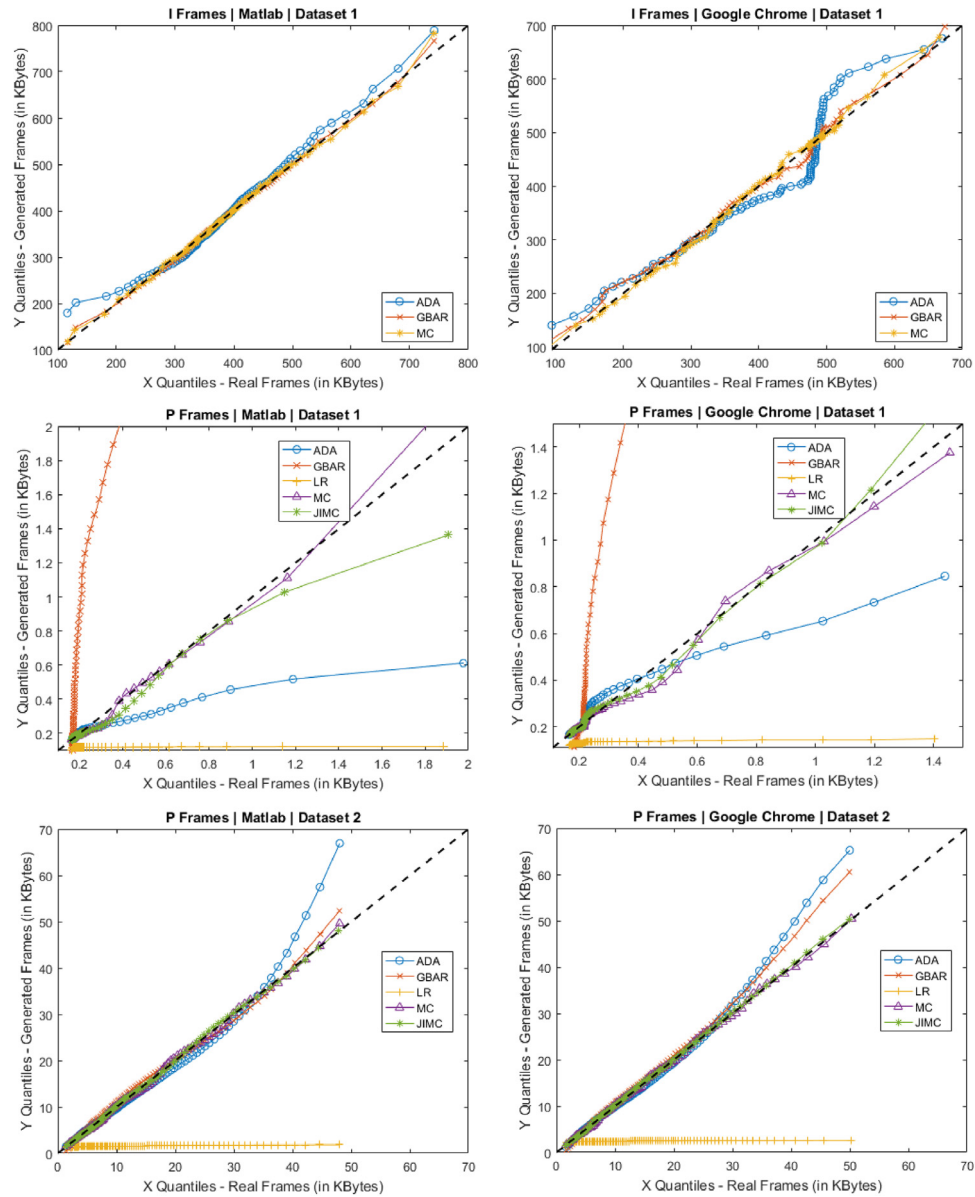 I Frames | Matlab | Dataset 1
Y Quantiles - Generated Frames (in KBytes)
800
700
600
500
400
300
200
100
100 200 300 400 500 600 700 800
X Quantiles - Real Frames (in KBytes)
ADA
GBAR
MC
I Frames | Google Chrome | Dataset 1
Y Quantiles - Generated Frames (in KBytes)
700
600
500
400
300
200
100
100 200 300 400 500 600 700
X Quantiles - Real Frames (in KBytes)
ADA
GBAR
MC
P Frames | Matlab | Dataset 1
Y Quantiles - Generated Frames (in KBytes)
2
1.8
1.6
1.4
1.2
1
0.8
0.6
0.4
0.2
0.2 0.4 0.6 0.8 1 1.2 1.4 1.6 1.8 2
X Quantiles - Real Frames (in KBytes)
ADA
GBAR
LR
MC
JIMC
P Frames | Google Chrome | Dataset 1
Y Quantiles - Generated Frames (in KBytes)
1.4
1.2
1
0.8
0.6
0.4
0.2
0.2 0.4 0.6 0.8 1 1.2 1.4
X Quantiles - Real Frames (in KBytes)
ADA
GBAR
LR
MC
JIMC
P Frames | Matlab | Dataset 2
Y Quantiles - Generated Frames (in KBytes)
70
60
50
40
30
20
10
0
0 10 20 30 40 50 60 70
X Quantiles - Real Frames (in KBytes)
ADA
GBAR
LR
MC
JIMC
P Frames | Google Chrome | Dataset 2
Y Quantiles - Generated Frames (in KBytes)
70
60
50
40
30
20
10
0
0 10 20 30 40 50 60 70
X Quantiles - Real Frames (in KBytes)
ADA
GBAR
LR
MC
JIMC